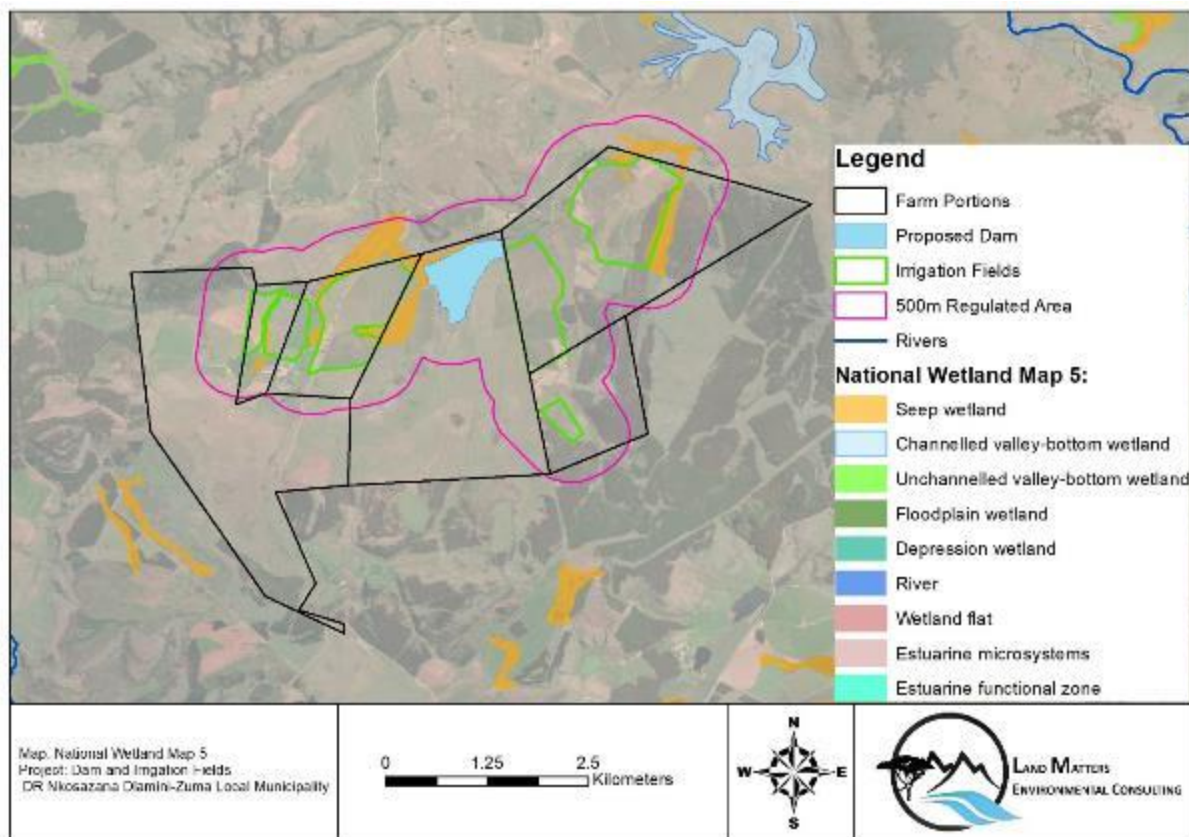 Legend
Farm Portions
Proposed Dam
Irrigation Fields
500m Regulated Area
Rivers
National Wetland Map 5:
Seep wetland
Channelled valley-bottom wetland
Unchannelled valley-bottom wetland
Floodplain wetland
Depression wetland
River
Wetland flat
Estuarine microsystems
Estuarine functional zone
Map. National Wetland Map 5
Project: Dam and Irrigation Fields
DR Nkosazana Dlamini-Zuma Local Municipality
0 1.25 2.5
Kilometers
N
W E
S
LAND MATTERS
ENVIRONMENTAL CONSULTING